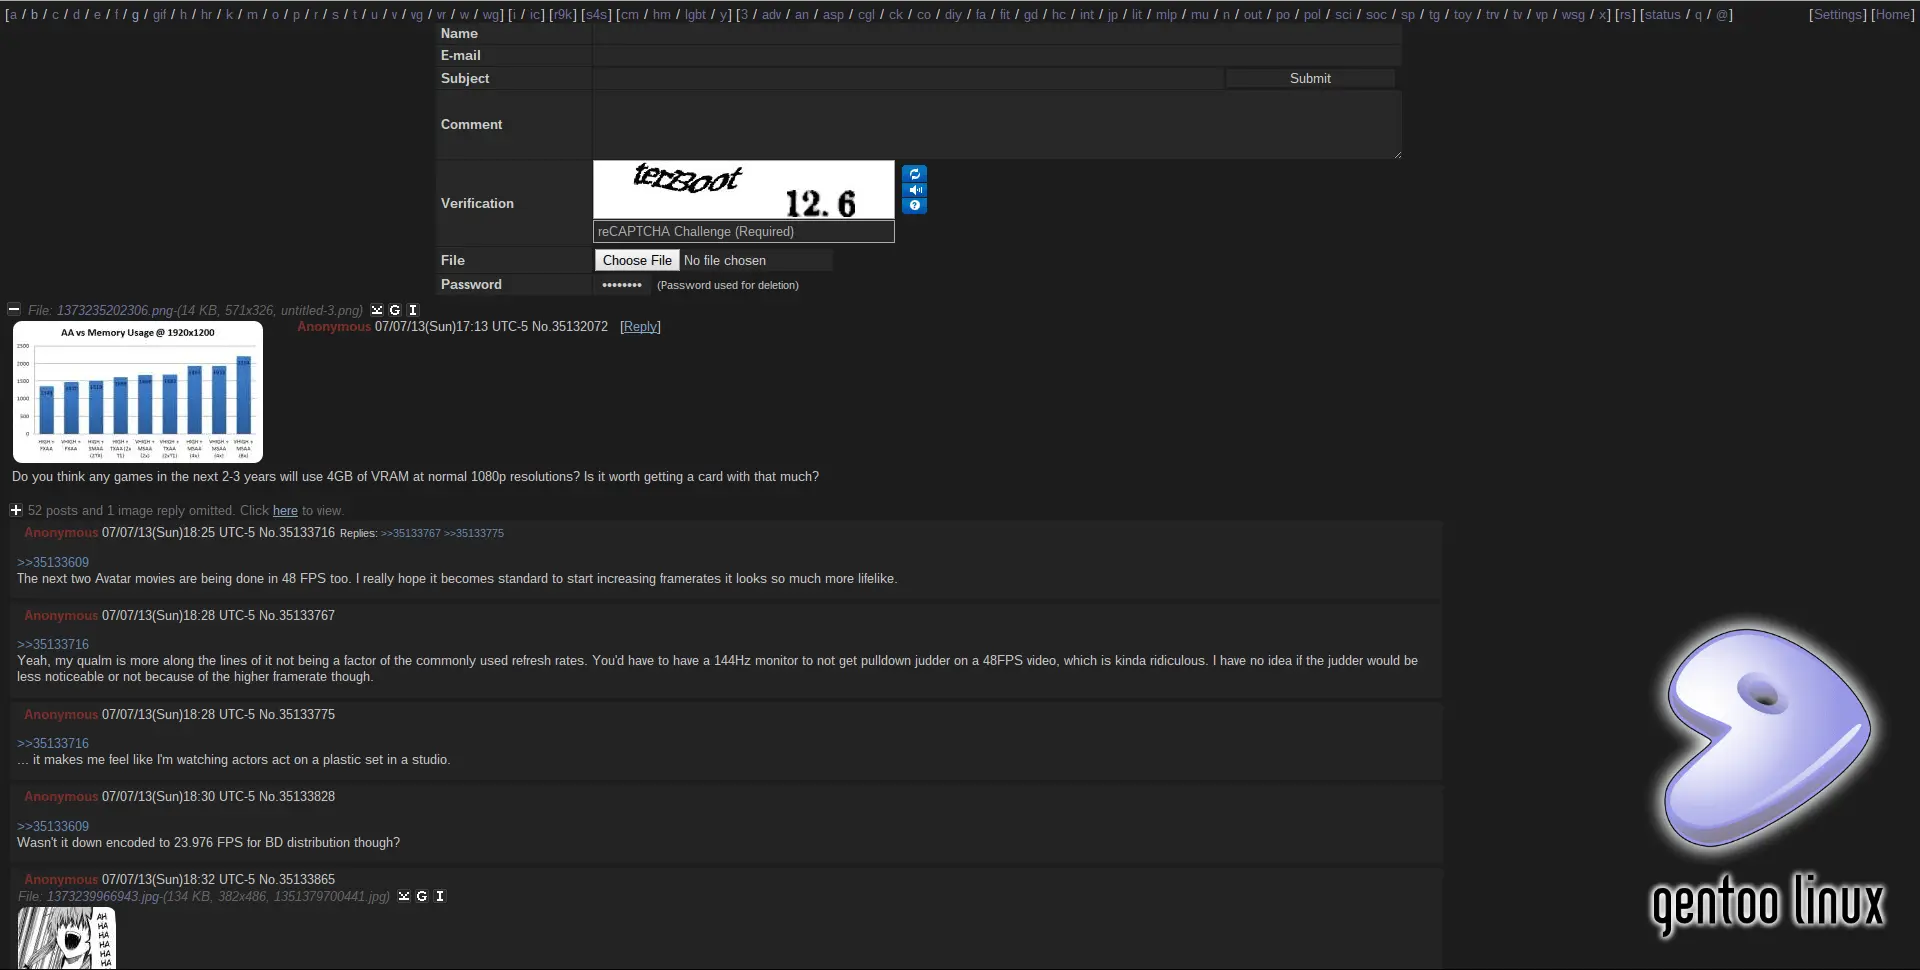 [a / b / c / d / e / f / g / gif / h / hr / k / m / o / p / r / s / t / u / v / vg / vr / w / wg] [i / ic] [r9k] [s4s] [cm / hm / lgbt / y] [3 / adv / an / asp / cgl / ck / co / diy / fa / fit / gd / hc / int / jp / lit / mlp / mu / n / out / po / pol / sci / soc / sp / tg / toy / trv / tv / vp / wsg / x] [rs] [status / q / @] [Settings] [Home]
Name
E-mail
Subject Submit
Comment
terzBoot 12.6
Verification
reCAPTCHA Challenge (Required)
File Choose File No file chosen
Password •••••••• (Password used for deletion)
File: 1373235202306.png-(14 KB, 571x326, untitled-3.png) G I
Anonymous 07/07/13(Sun)17:13 UTC-5 No.35132072 [Reply]
AA vs Memory Usage @ 1920x1200
2500
2000
1500
1000
500
0
Do you think any games in the next 2-3 years will use 4GB of VRAM at normal 1080p resolutions? Is it worth getting a card with that much?
52 posts and 1 image reply omitted. Click here to view.
Anonymous 07/07/13(Sun)18:25 UTC-5 No.35133716 Replies: >>35133767 >>35133775
>>35133609
The next two Avatar movies are being done in 48 FPS too. I really hope it becomes standard to start increasing framerates it looks so much more lifelike.
Anonymous 07/07/13(Sun)18:28 UTC-5 No.35133767
>>35133716
Yeah, my qualm is more along the lines of it not being a factor of the commonly used refresh rates. You'd have to have a 144Hz monitor to not get pulldown judder on a 48FPS video, which is kinda ridiculous. I have no idea if the judder would be
less noticeable or not because of the higher framerate though.
Anonymous 07/07/13(Sun)18:28 UTC-5 No.35133775
>>35133716
... it makes me feel like I'm watching actors act on a plastic set in a studio.
Anonymous 07/07/13(Sun)18:30 UTC-5 No.35133828
>>35133609
Wasn't it down encoded to 23.976 FPS for BD distribution though?
Anonymous 07/07/13(Sun)18:32 UTC-5 No.35133865
File: 1373239966943.jpg-(134 KB, 382x486, 1351379700441.jpg) G I
AH
HA
HA
HA
HA
HA
gentoo linux